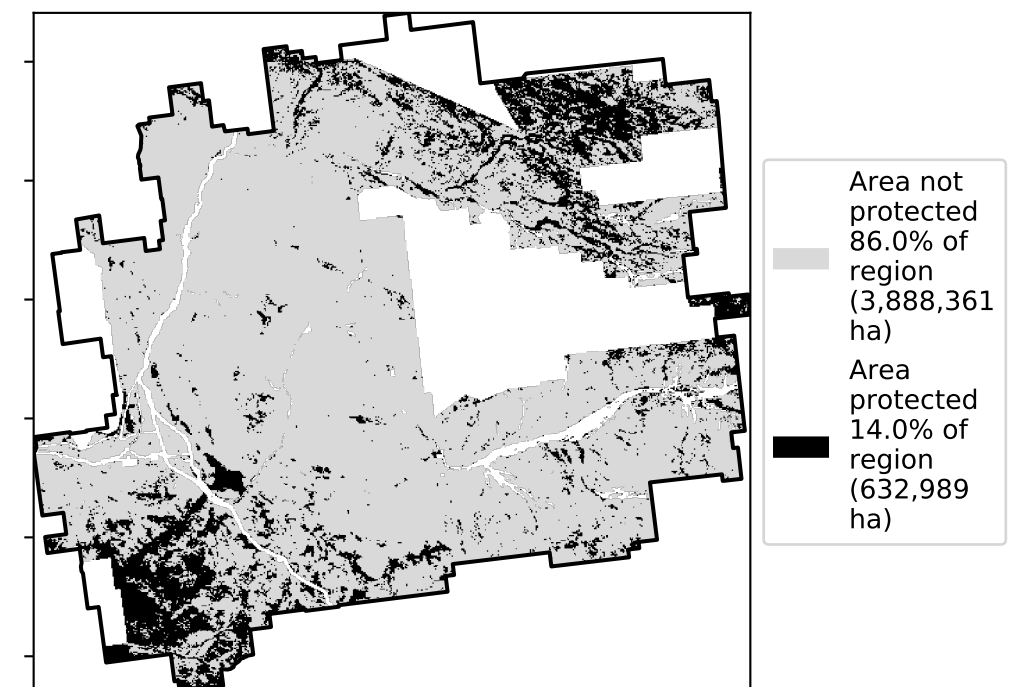 Area not
protected
86.0% of
region
(3,888,361
ha)
Area
protected
14.0% of
region
(632,989
ha)